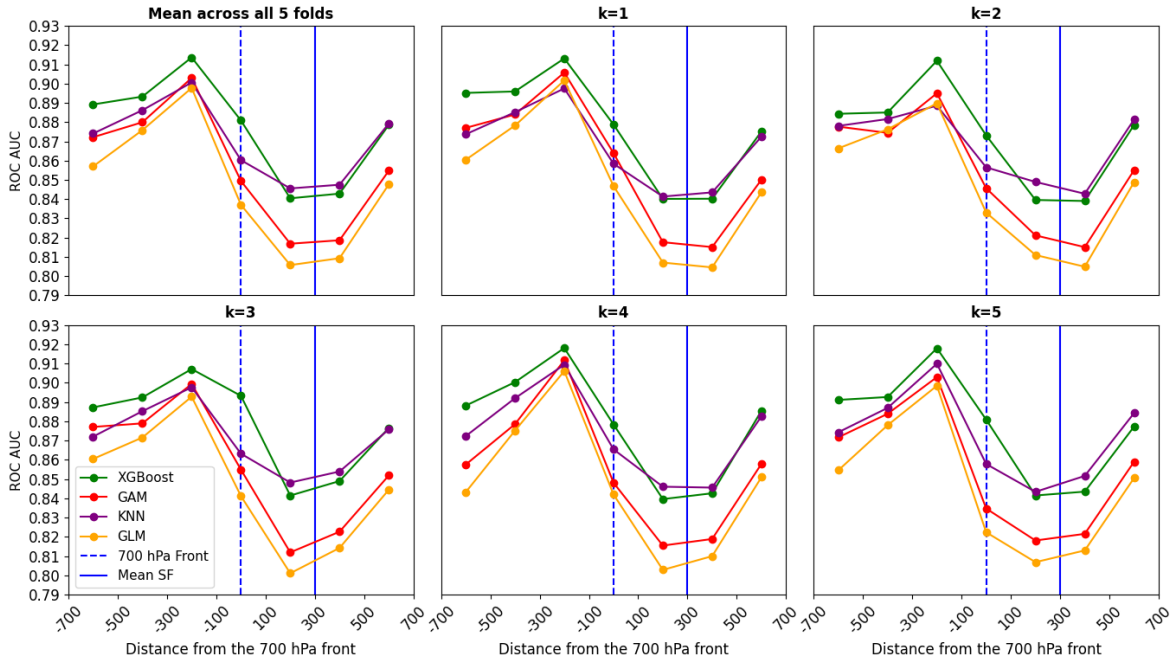 Mean across all 5 folds
k=1
k=2
0.93
0.92
0.91
0.90
0.89
0.88
0.87
0.86
0.85
0.84
0.83
0.82
0.81
0.80
0.79
ROC AUC
k=3
k=4
k=5
0.93
0.92
0.91
0.90
0.89
0.88
0.87
0.86
0.85
0.84
0.83
0.82
0.81
0.80
0.79
ROC AUC
XGBoost
GAM
KNN
GLM
700 hPa Front
Mean SF
-700 -500 -300 -100 100 300 500 700
-700 -500 -300 -100 100 300 500 700
-700 -500 -300 -100 100 300 500 700
Distance from the 700 hPa front
Distance from the 700 hPa front
Distance from the 700 hPa front